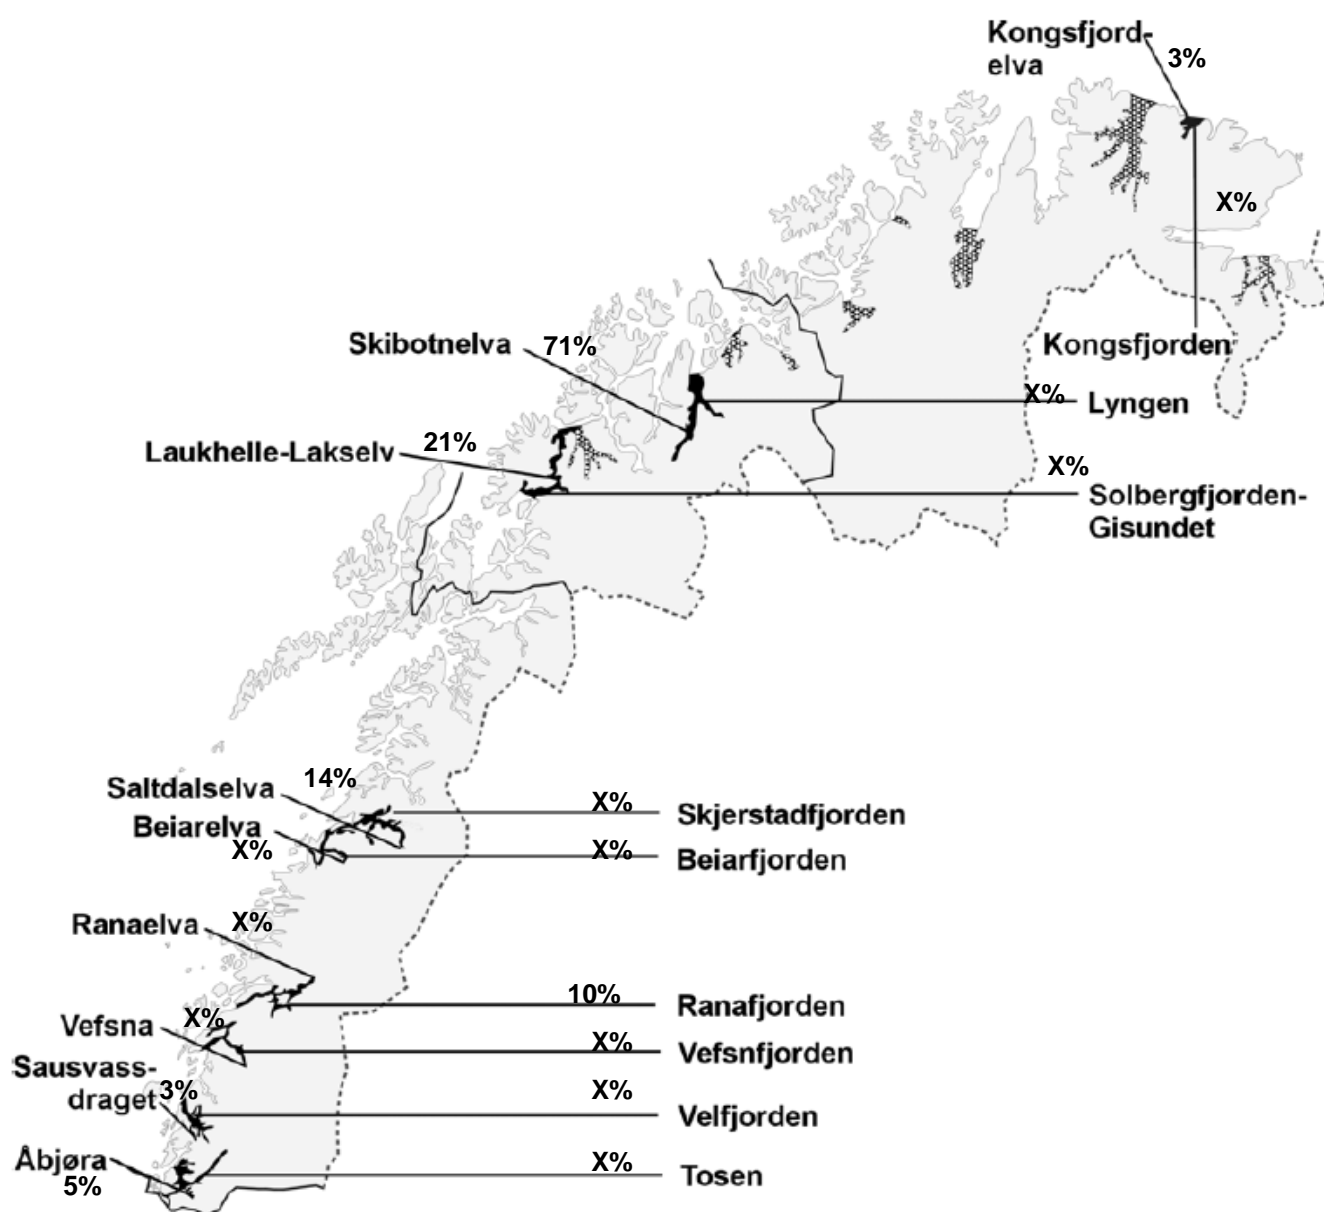 Kongsfjord-
elva
3%
X%
Skibotnelva
71%
Kongsfjorden
X%
Lyngen
Laukhelle-Lakselv
21%
X%
Solbergfjorden-
Gisundet
14%
Saltdalselva
X%
Skjerstadfjorden
Beiarelva
X%
X%
Beiarfjorden
Ranaelva
X%
10%
Ranafjorden
X%
Vefsna
X%
Vefsnfjorden
Sausvass-
draget
3%
X%
Velfjorden
Åbjøra
5%
X%
Tosen